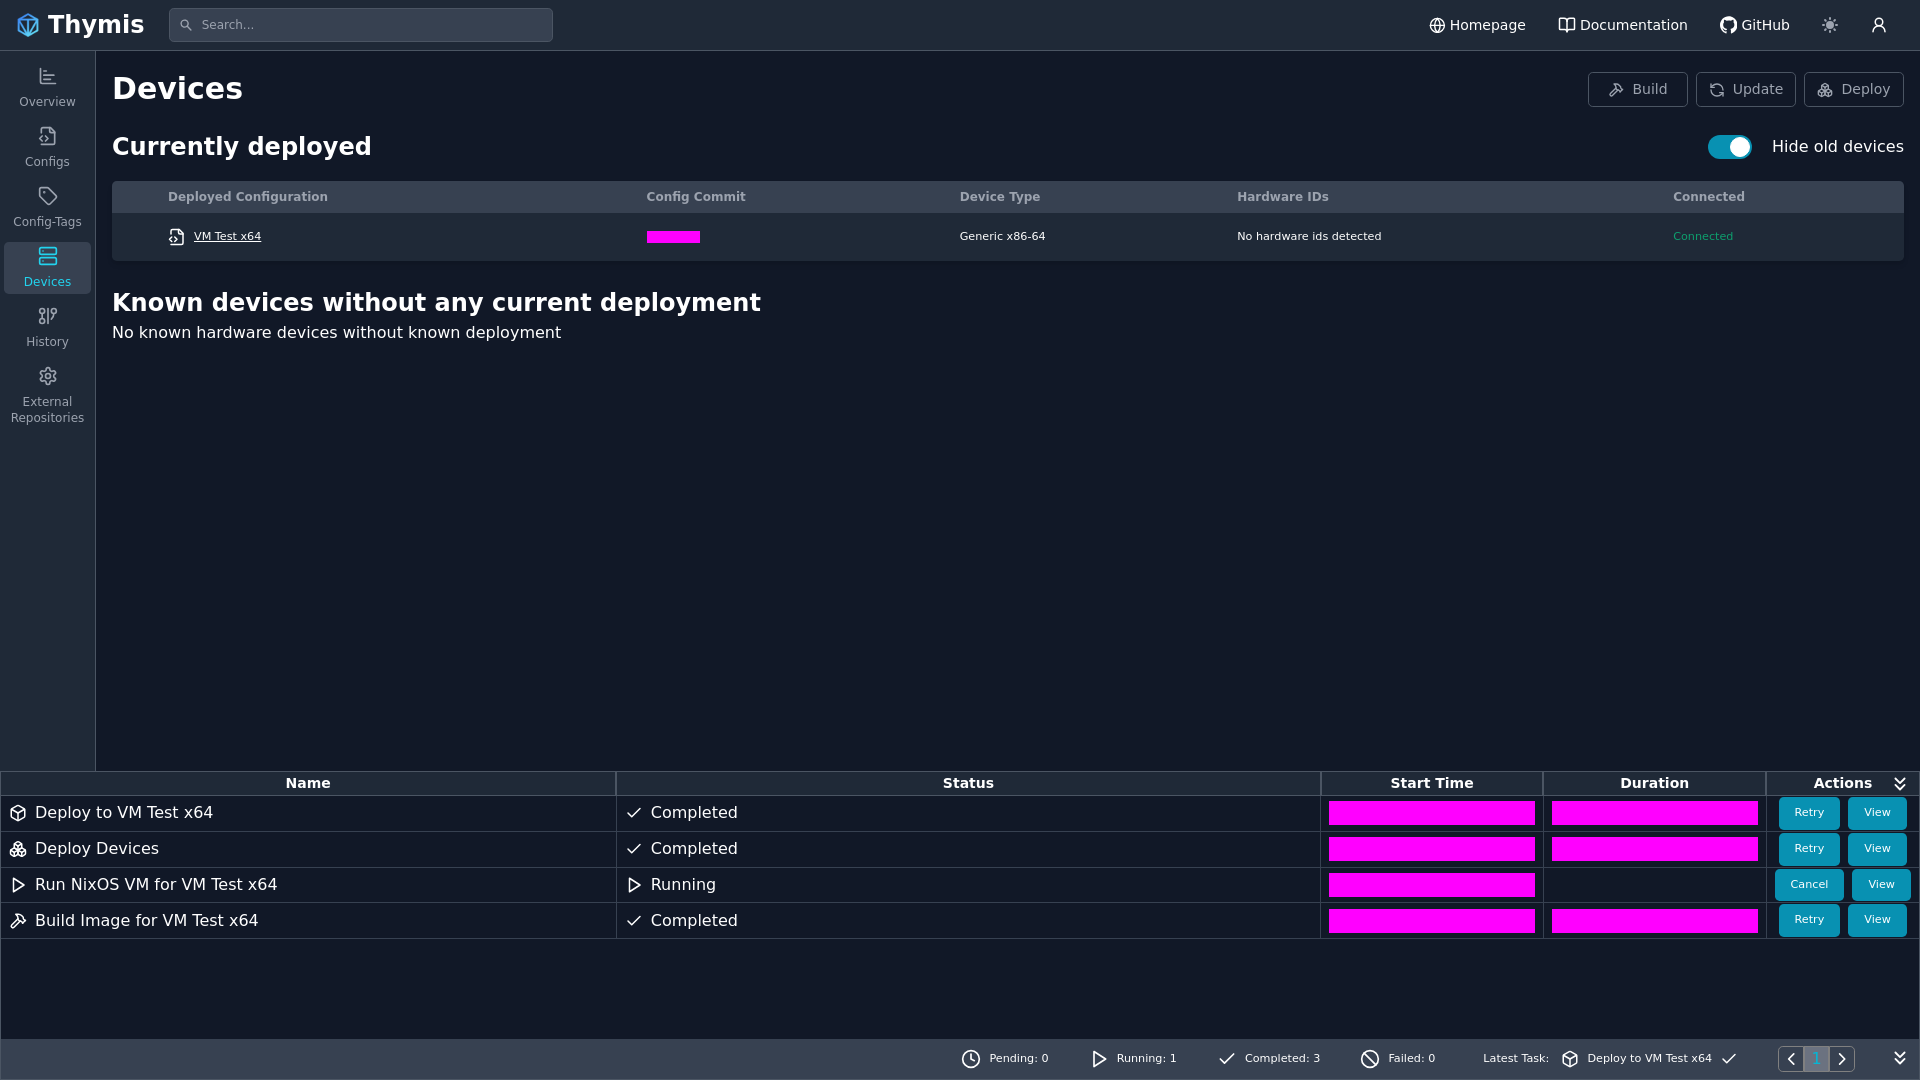 Thymis
Search...
Homepage
Documentation
GitHub
Overview
Configs
Config-Tags
Devices
History
External
Repositories
Devices
Build
Update
Deploy
Currently deployed
Hide old devices
Deployed Configuration Config Commit Device Type Hardware IDs Connected
VM Test x64 Generic x86-64 No hardware ids detected Connected
Known devices without any current deployment
No known hardware devices without known deployment
Name Status Start Time Duration Actions
Deploy to VM Test x64 Completed Retry View
Deploy Devices Completed Retry View
Run NixOS VM for VM Test x64 Running Cancel View
Build Image for VM Test x64 Completed Retry View
Pending: 0 Running: 1 Completed: 3 Failed: 0 Latest Task: Deploy to VM Test x64 1